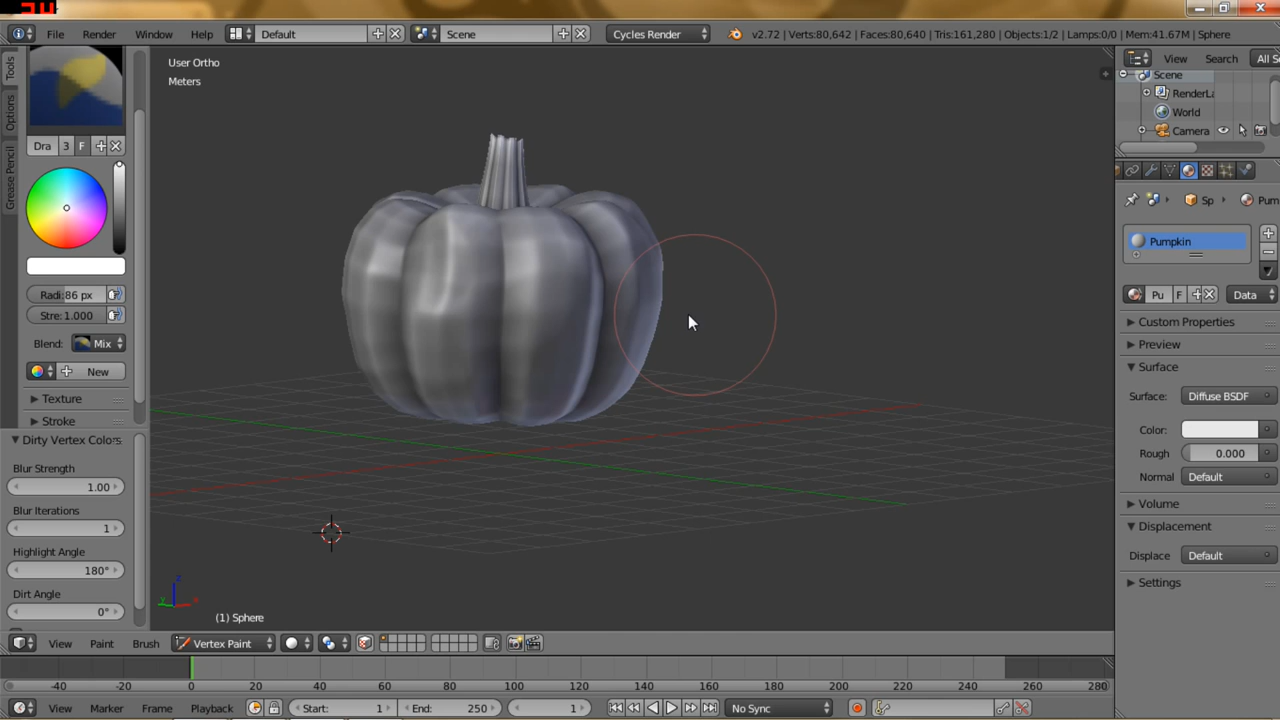 File Render Window Help Default Scene Cycles Render v2.72 | Verts:80,642 | Faces:80,640 | Tris:161,280 | Objects:1/2 | Lamps:0/0 | Mem:41.67M | Sphere
User Ortho
Meters
View Search All S
Scene
RenderLa
World
Camera
Tools
Options
Grease Pencil
Dra 3 F
Radi:86 px
Stre: 1.000
Blend: Mix
New
Texture
Stroke
Dirty Vertex Colors
Blur Strength
1.00
Blur Iterations
1
Highlight Angle
180°
Dirt Angle
0°
(1) Sphere
Sp Pum
Pumpkin
Pu F Data
Custom Properties
Preview
Surface
Surface: Diffuse BSDF
Color:
Rough 0.000
Normal Default
Volume
Displacement
Displace Default
Settings
View Paint Brush Vertex Paint
-40 -20 0 20 40 60 80 100 120 140 160 180 200 220 240 260 280
View Marker Frame Playback Start: 1 End: 250 1 No Sync